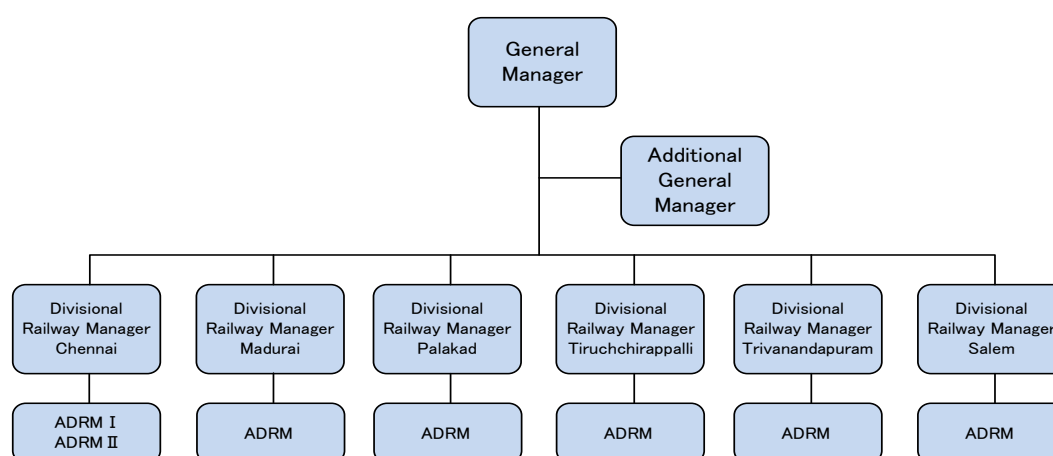 General
Manager
Additional
General
Manager
Divisional
Railway Manager
Chennai
Divisional
Railway Manager
Madurai
Divisional
Railway Manager
Palakad
Divisional
Railway Manager
Tiruchchirappalli
Divisional
Railway Manager
Trivanandapuram
Divisional
Railway Manager
Salem
ADRM Ⅰ
ADRM Ⅱ
ADRM
ADRM
ADRM
ADRM
ADRM